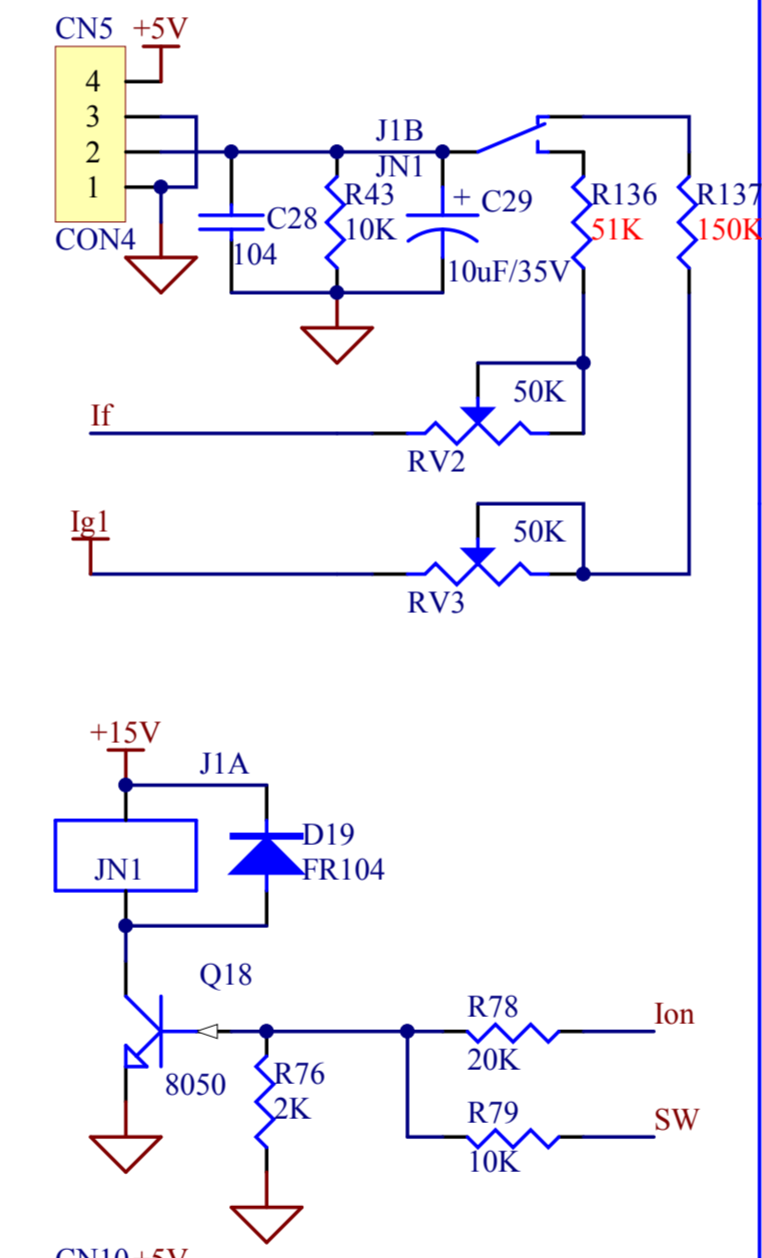 CN5 +5V
4
3
2
1
CON4
J1B
JN1
C28
104
R43
10K
+ C29
10uF/35V
R136
51K
R137
150K
If
50K
RV2
Ig1
50K
RV3
+15V
J1A
JN1
D19
FR104
Q18
8050
R76
2K
R78
20K
Ion
R79
10K
SW
CN10 +5V